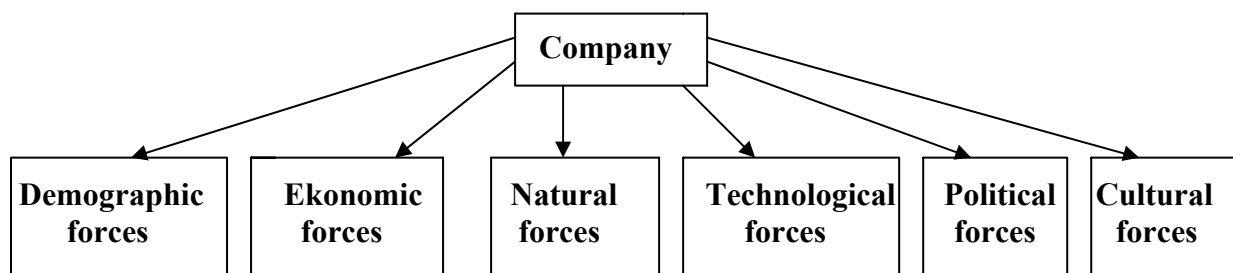 Company
Demographic
forces
Ekonomic
forces
Natural
forces
Technological
forces
Political
forces
Cultural
forces